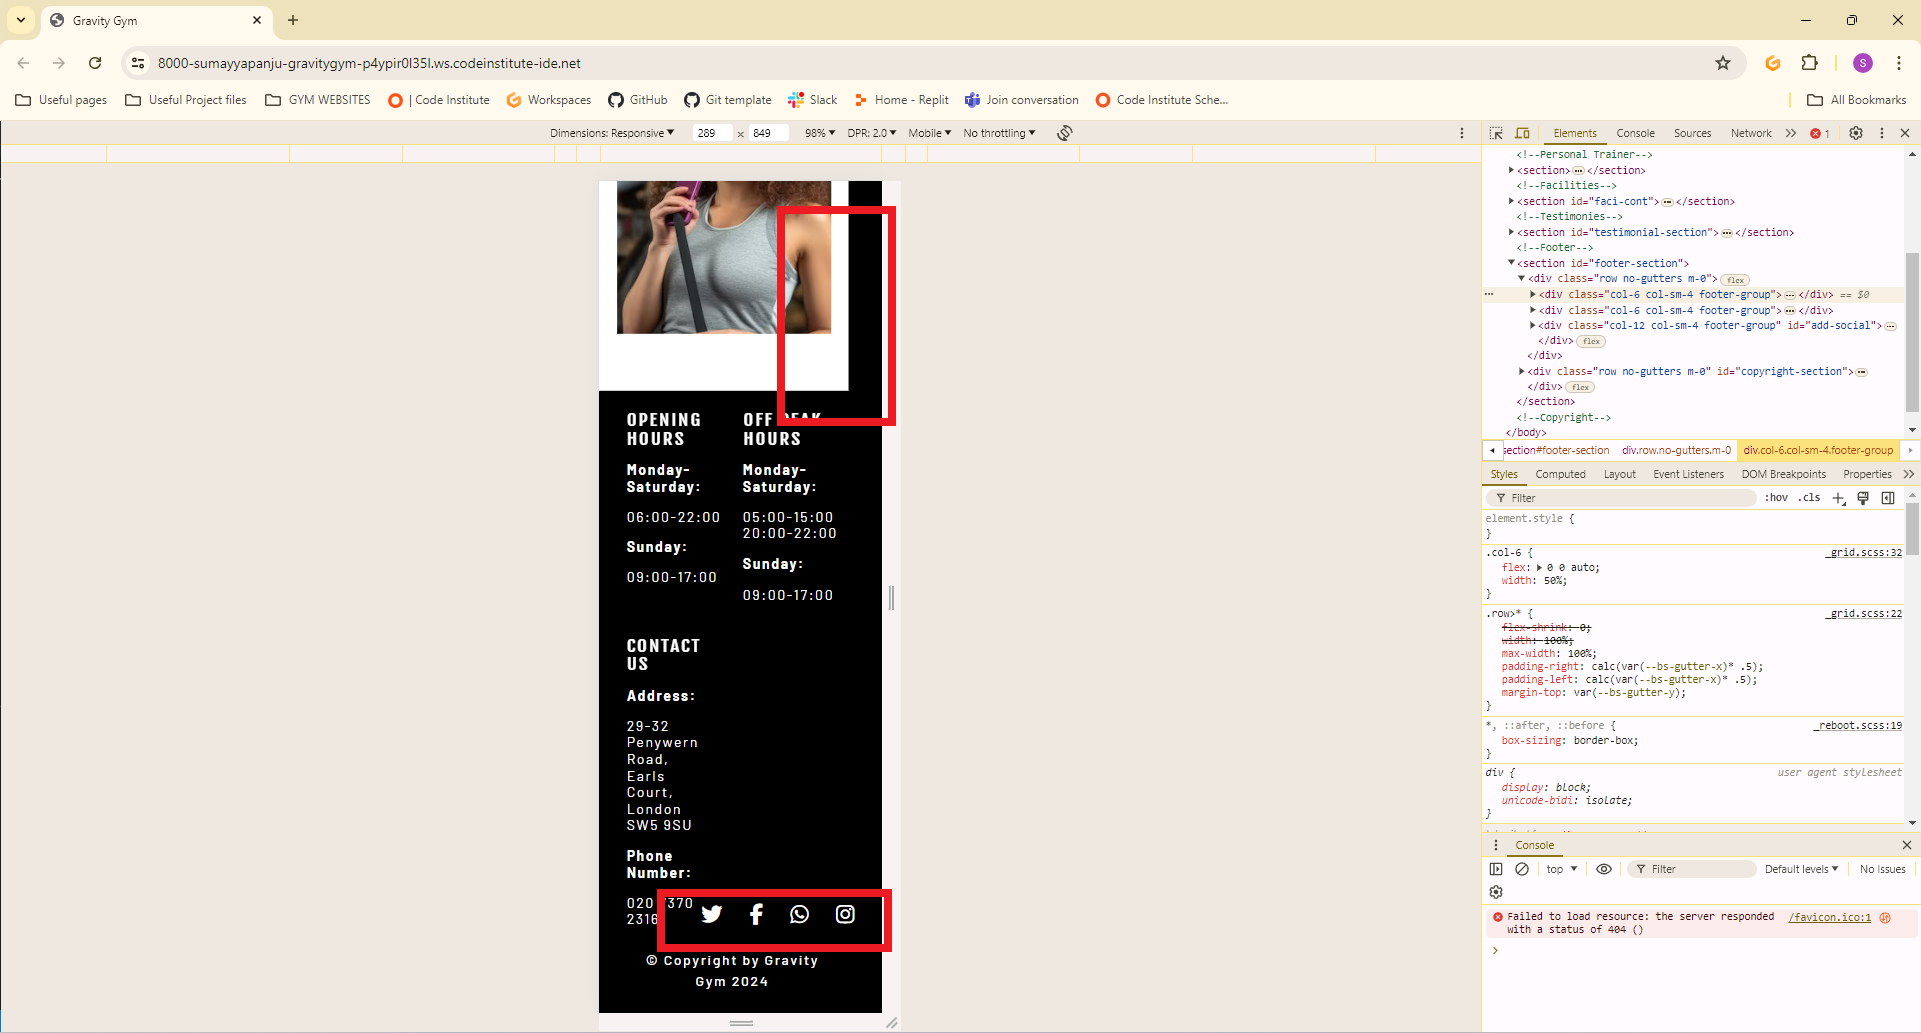 Gravity Gym
8000-sumayyapanju-gravitygym-p4ypir0l35l.ws.codeinstitute-ide.net
S
Useful pages
Useful Project files
GYM WEBSITES
| Code Institute
Workspaces
GitHub
Git template
Slack
Home - Replit
Join conversation
Code Institute Sche...
All Bookmarks
Dimensions: Responsive
289 x 849
98%
DPR: 2.0
Mobile
No throttling
Elements
Console
Sources
Network
1
<!--Personal Trainer-->
<section>
</section>
<!--Facilities-->
<section id="faci-cont">
</section>
<!--Testimonies-->
<section id="testimonial-section">
</section>
<!--Footer-->
<section id="footer-section">
<div class="row no-gutters m-0">
flex
<div class="col-6 col-sm-4 footer-group">
</div> == $0
<div class="col-6 col-sm-4 footer-group">
</div>
<div class="col-12 col-sm-4 footer-group" id="add-social">
</div>
flex
</div>
<div class="row no-gutters m-0" id="copyright-section">
</div>
flex
</section>
<!--Copyright-->
</body>
section#footer-section
div.row.no-gutters.m-0
div.col-6.col-sm-4.footer-group
Styles
Computed
Layout
Event Listeners
DOM Breakpoints
Properties
Filter
:hov
.cls
element.style {
}
.col-6 {
_grid.scss:32
flex: 0 0 auto;
width: 50%;
}
.row>* {
_grid.scss:22
flex-shrink: 0;
width: 100%;
max-width: 100%;
padding-right: calc(var(--bs-gutter-x)* .5);
padding-left: calc(var(--bs-gutter-x)* .5);
margin-top: var(--bs-gutter-y);
}
*, ::after, ::before {
_reboot.scss:19
box-sizing: border-box;
}
div {
user agent stylesheet
display: block;
unicode-bidi: isolate;
}
Console
top
Filter
Default levels
No Issues
Failed to load resource: the server responded
with a status of 404 ()
/favicon.ico:1
OPENING
HOURS
Monday-
Saturday:
06:00-22:00
Sunday:
09:00-17:00
OFF PEAK
HOURS
Monday-
Saturday:
05:00-15:00
20:00-22:00
Sunday:
09:00-17:00
CONTACT
US
Address:
29-32
Penywern
Road,
Earls
Court,
London
SW5 9SU
Phone
Number:
020 7370
2316
© Copyright by Gravity
Gym 2024